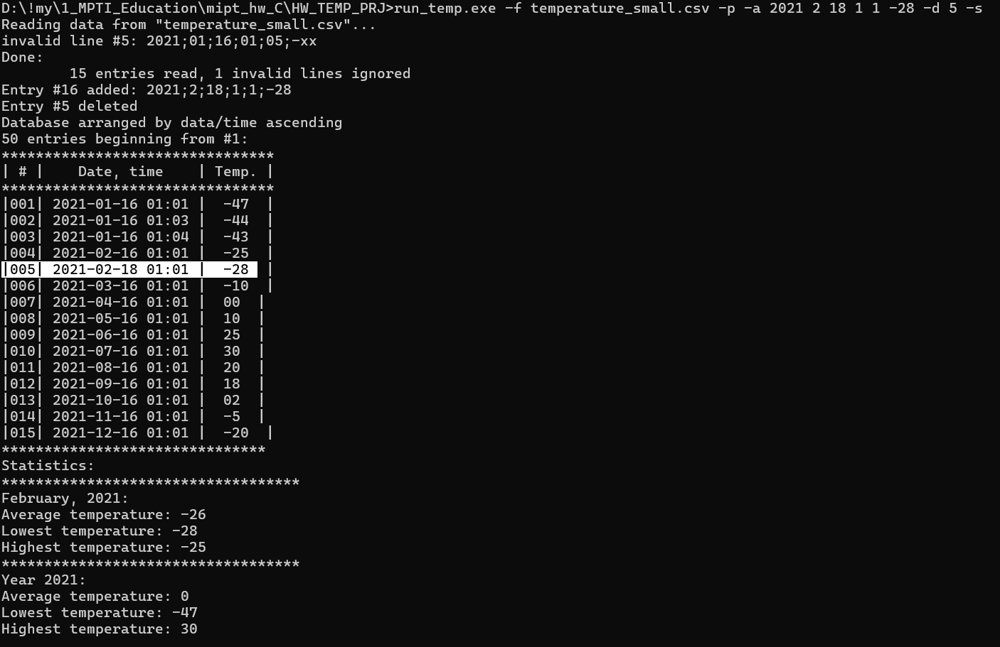 D:\!my\1_MPTI_Education\mipt_hw_C\HW_TEMP_PRJ>run_temp.exe -f temperature_small.csv -p -a 2021 2 18 1 1 -28 -d 5 -s
Reading data from "temperature_small.csv"...
invalid line #5: 2021;01;16;01;05;-xx
Done:
        15 entries read, 1 invalid lines ignored
Entry #16 added: 2021;2;18;1;1;-28
Entry #5 deleted
Database arranged by data/time ascending
50 entries beginning from #1:
********************************
| # |    Date, time    | Temp. |
********************************
|001| 2021-01-16 01:01 |  -47  |
|002| 2021-01-16 01:03 |  -44  |
|003| 2021-01-16 01:04 |  -43  |
|004| 2021-02-16 01:01 |  -25  |
|005| 2021-02-18 01:01 |  -28  |
|006| 2021-03-16 01:01 |  -10  |
|007| 2021-04-16 01:01 |  00  |
|008| 2021-05-16 01:01 |  10  |
|009| 2021-06-16 01:01 |  25  |
|010| 2021-07-16 01:01 |  30  |
|011| 2021-08-16 01:01 |  20  |
|012| 2021-09-16 01:01 |  18  |
|013| 2021-10-16 01:01 |  02  |
|014| 2021-11-16 01:01 |  -5  |
|015| 2021-12-16 01:01 |  -20  |
*******************************
Statistics:
***********************************
February, 2021:
Average temperature: -26
Lowest temperature: -28
Highest temperature: -25
***********************************
Year 2021:
Average temperature: 0
Lowest temperature: -47
Highest temperature: 30